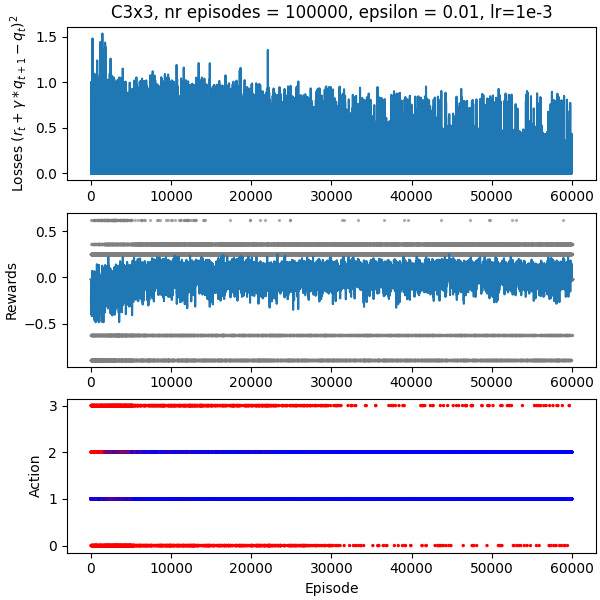 C3x3, nr episodes = 100000, epsilon = 0.01, lr=1e-3
Losses $(r_t + \gamma * q_{t+1} - q_t)^2$
1.5
1.0
0.5
0.0
0 10000 20000 30000 40000 50000 60000
Rewards
0.5
0.0
−0.5
0 10000 20000 30000 40000 50000 60000
Action
3
2
1
0
0 10000 20000 30000 40000 50000 60000
Episode